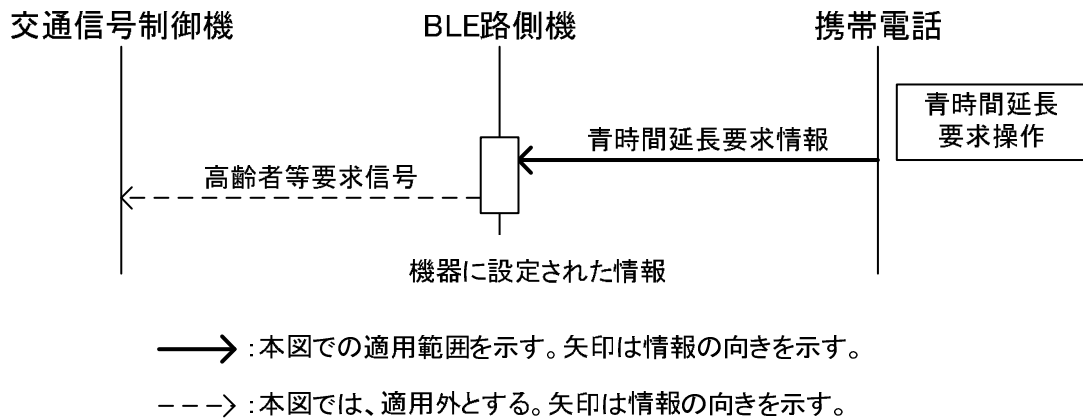 交通信号制御機
BLE路側機
携帯電話
青時間延長
要求操作
青時間延長要求情報
高齢者等要求信号
機器に設定された情報
：本図での適用範囲を示す。矢印は情報の向きを示す。
：本図では、適用外とする。矢印は情報の向きを示す。